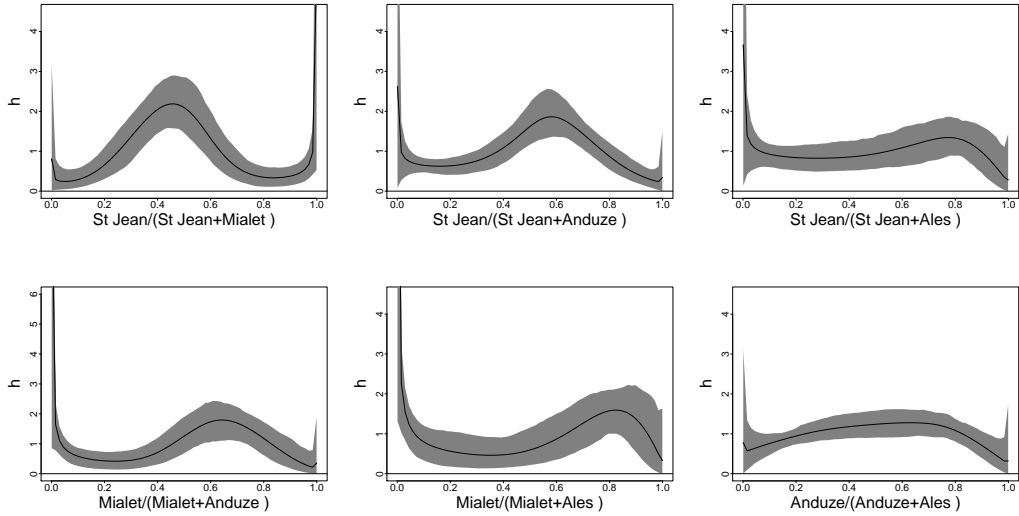 h
0 1 2 3 4
0.0 0.2 0.4 0.6 0.8 1.0
St Jean/(St Jean+Mialet )
h
0 1 2 3 4
0.0 0.2 0.4 0.6 0.8 1.0
St Jean/(St Jean+Anduze )
h
0 1 2 3 4
0.0 0.2 0.4 0.6 0.8 1.0
St Jean/(St Jean+Ales )
h
0 1 2 3 4 5 6
0.0 0.2 0.4 0.6 0.8 1.0
Mialet/(Mialet+Anduze )
h
0 1 2 3 4
0.0 0.2 0.4 0.6 0.8 1.0
Mialet/(Mialet+Ales )
h
0 1 2 3 4
0.0 0.2 0.4 0.6 0.8 1.0
Anduze/(Anduze+Ales )